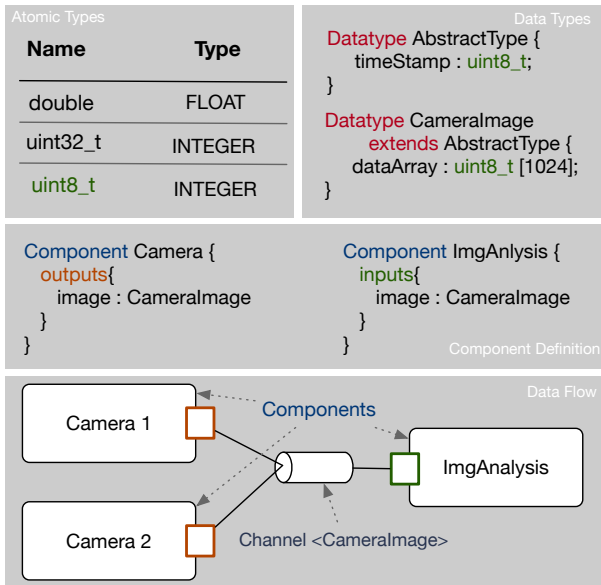 Atomic Types
Name Type
double FLOAT
uint32_t INTEGER
uint8_t INTEGER
Data Types
Datatype AbstractType {
timeStamp : uint8_t;
}
Datatype CameraImage
extends AbstractType {
dataArray : uint8_t [1024];
}
Component Camera {
outputs{
image : CameraImage
}
}
Component ImgAnlysis {
inputs{
image : CameraImage
}
}
Component Definition
Data Flow
Components
Camera 1
ImgAnalysis
Camera 2
Channel <CameraImage>